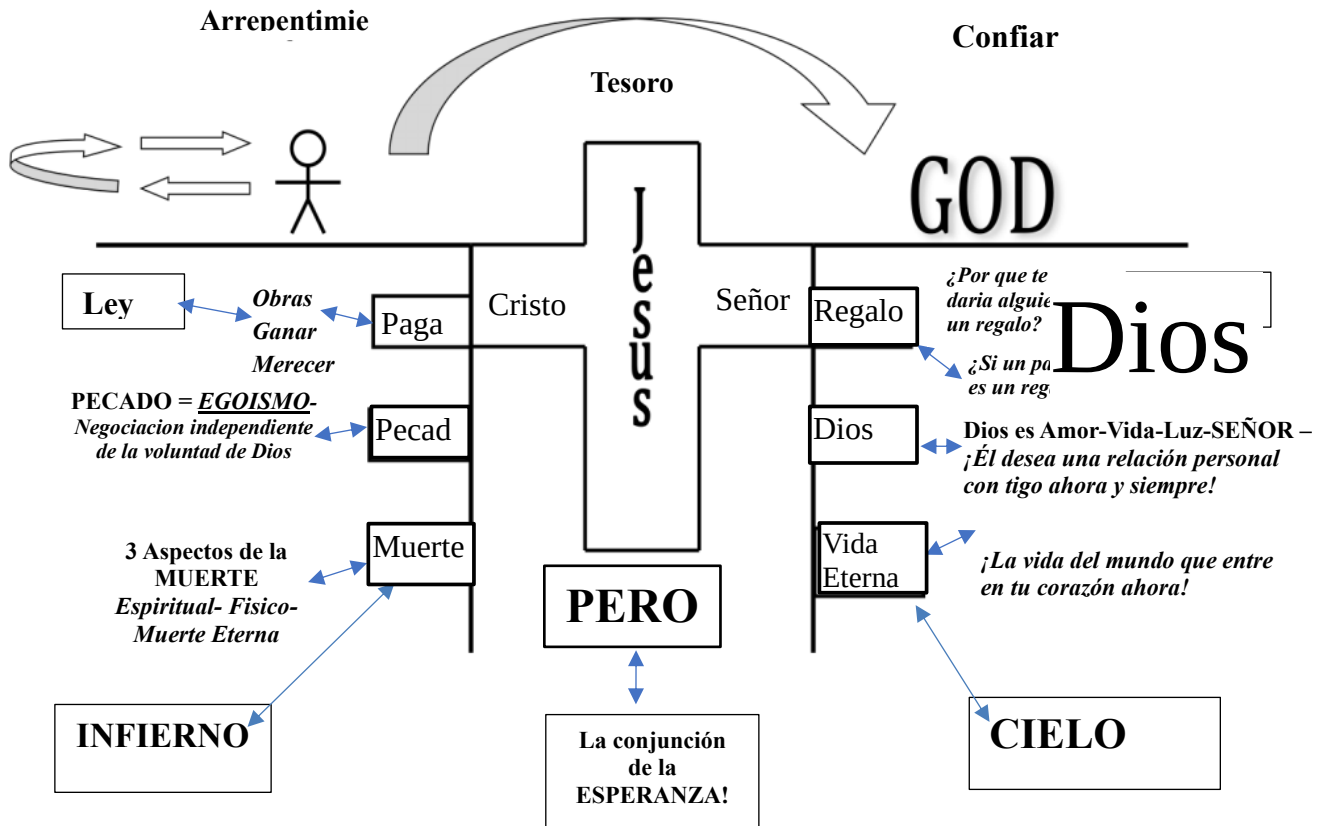 Arrepentimie
Confiar
Tesoro
GOD
Jesus
Cristo
Señor
Ley
Obras
Ganar
Merecer
Paga
Regalo
¿Por que te
daria alguie
un regalo?
¿Si un pa
es un reg
Dios
PECADO = EGOISMO-
Negociacion independiente
de la voluntad de Dios
Pecad
Dios
Dios es Amor-Vida-Luz-SEÑOR –
¡Él desea una relación personal
con tigo ahora y siempre!
3 Aspectos de la
MUERTE
Espiritual- Fisico-
Muerte Eterna
Muerte
Vida
Eterna
¡La vida del mundo que entre
en tu corazón ahora!
PERO
INFIERNO
La conjunción
de la
ESPERANZA!
CIELO